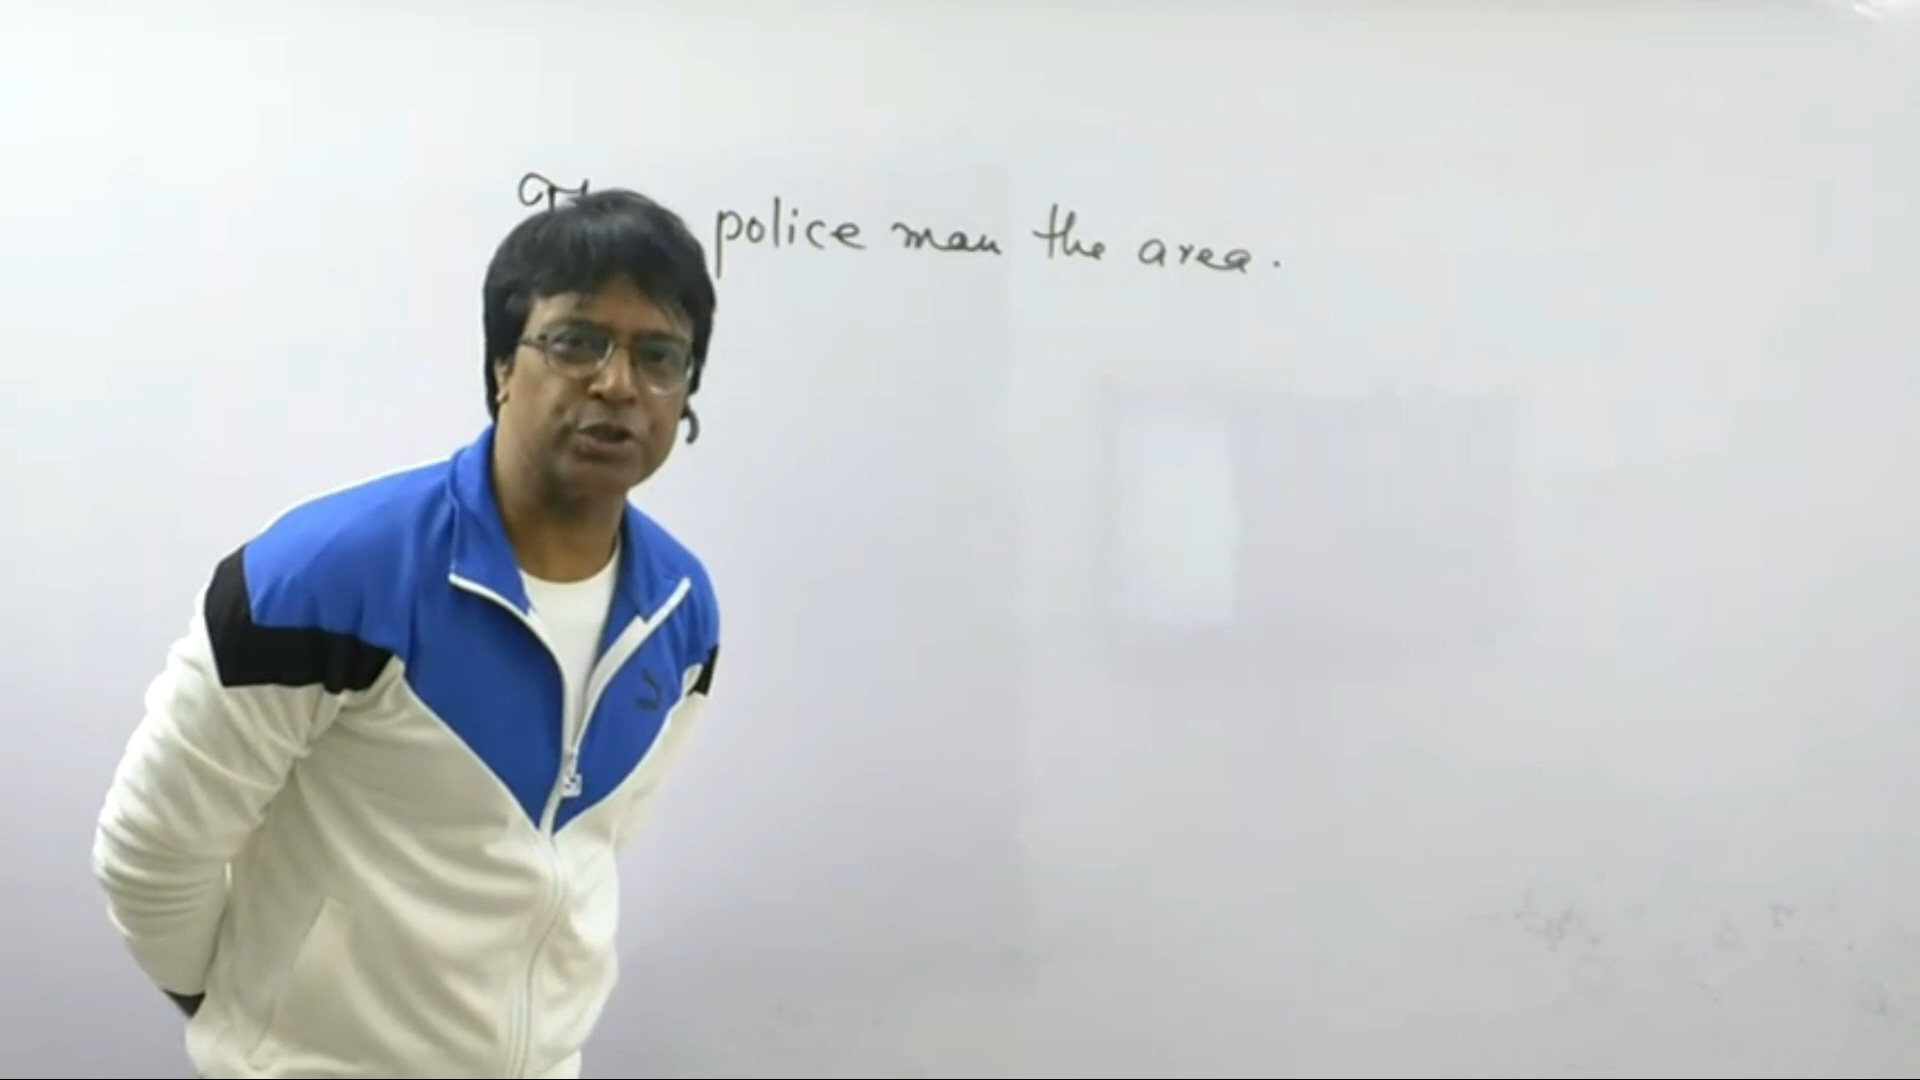 police man the area.